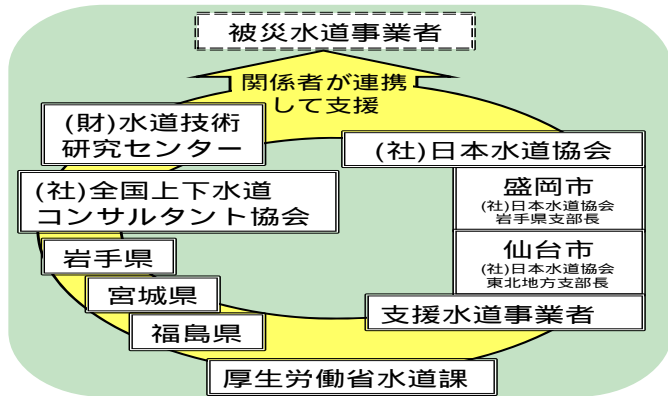 被災水道事業者
関係者が連携
して支援
(財)水道技術
研究センター
(社)日本水道協会
(社)全国上下水道
コンサルタント協会
盛岡市
(社)日本水道協会
岩手県支部長
仙台市
(社)日本水道協会
東北地方支部長
岩手県
宮城県
福島県
支援水道事業者
厚生労働省水道課